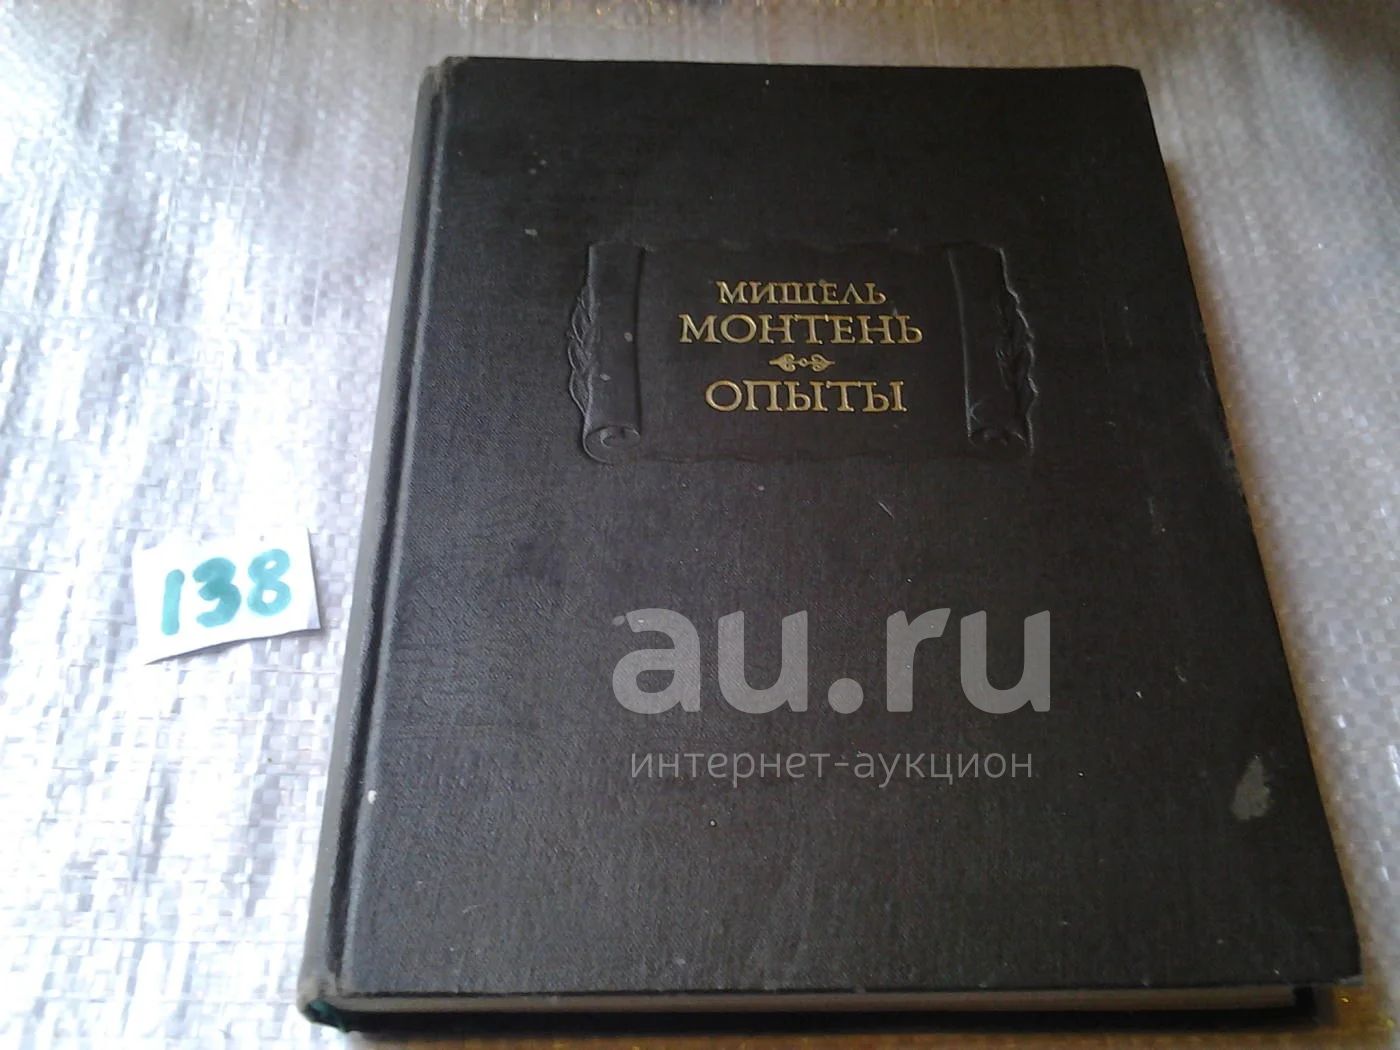 МИШЕЛЬ
МОНТЕНЬ
ОПЫТЫ
138
au.ru
интернет-аукцион